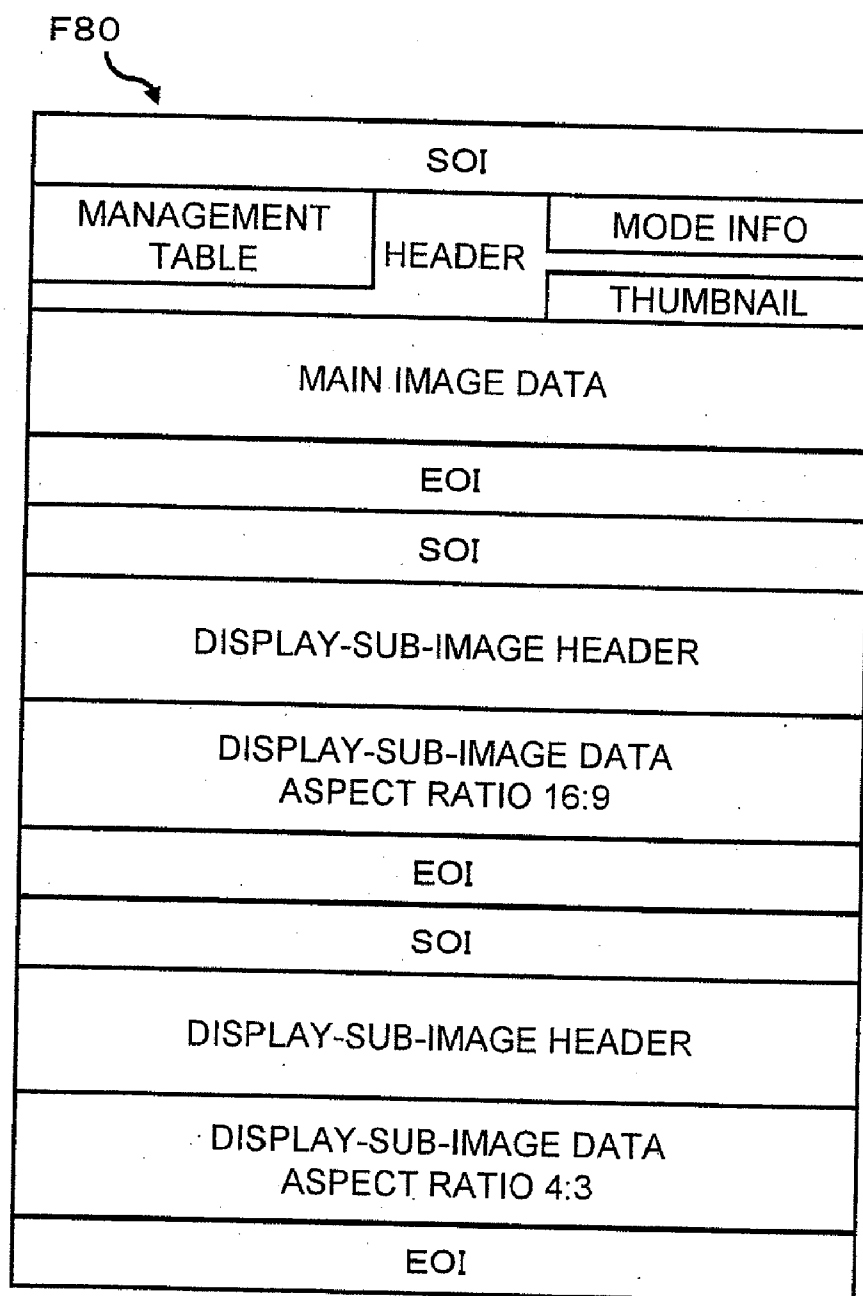 F80
SOI
MANAGEMENT
TABLE
HEADER
MODE INFO
THUMBNAIL
MAIN IMAGE DATA
EOI
SOI
DISPLAY-SUB-IMAGE HEADER
DISPLAY-SUB-IMAGE DATA
ASPECT RATIO 16:9
EOI
SOI
DISPLAY-SUB-IMAGE HEADER
DISPLAY-SUB-IMAGE DATA
ASPECT RATIO 4:3
EOI